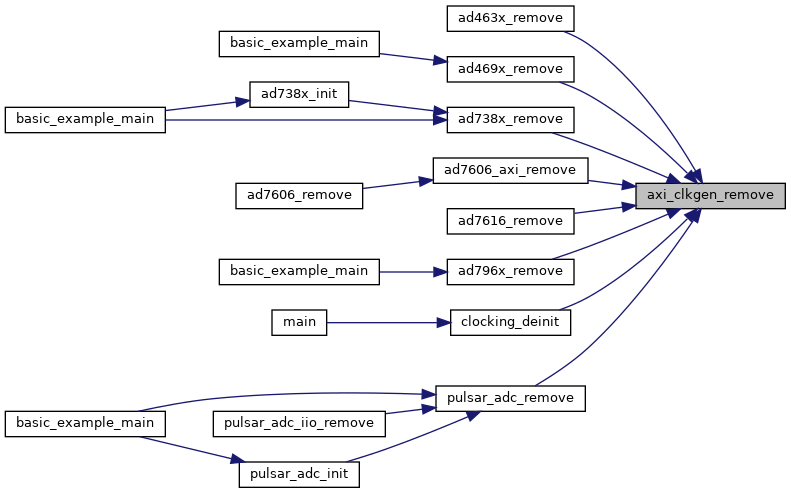 ad463x_remove
basic_example_main
ad469x_remove
ad738x_init
basic_example_main
ad738x_remove
ad7606_axi_remove
ad7606_remove
axi_clkgen_remove
ad7616_remove
basic_example_main
ad796x_remove
main
clocking_deinit
pulsar_adc_remove
basic_example_main
pulsar_adc_iio_remove
pulsar_adc_init